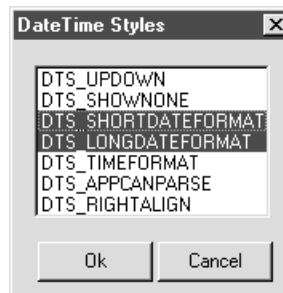 DateTime Styles
DTS_UPDOWN
DTS_SHOWNONE
DTS_SHORTDATEFORMAT
DTS_LONGDATEFORMAT
DTS_TIMEFORMAT
DTS_APPCANPARSE
DTS_RIGHTALIGN
Ok Cancel